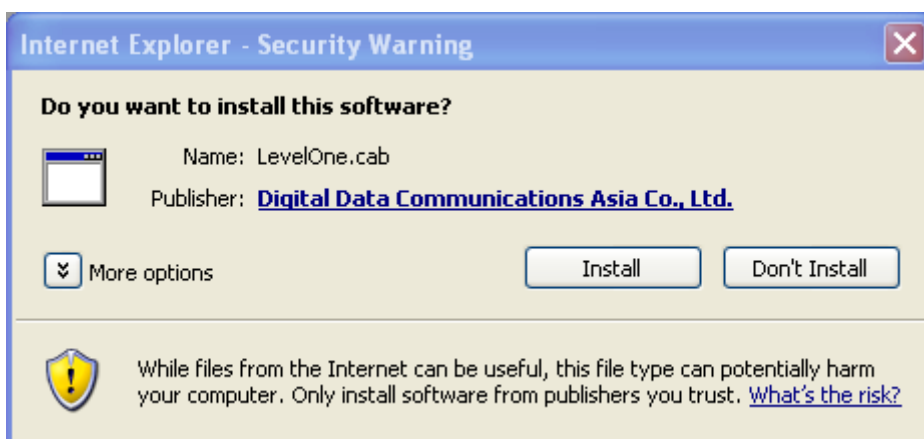 Internet Explorer - Security Warning
Do you want to install this software?
Name: LevelOne.cab
Publisher: Digital Data Communications Asia Co., Ltd.
More options
Install
Don't Install
While files from the Internet can be useful, this file type can potentially harm
your computer. Only install software from publishers you trust. What's the risk?